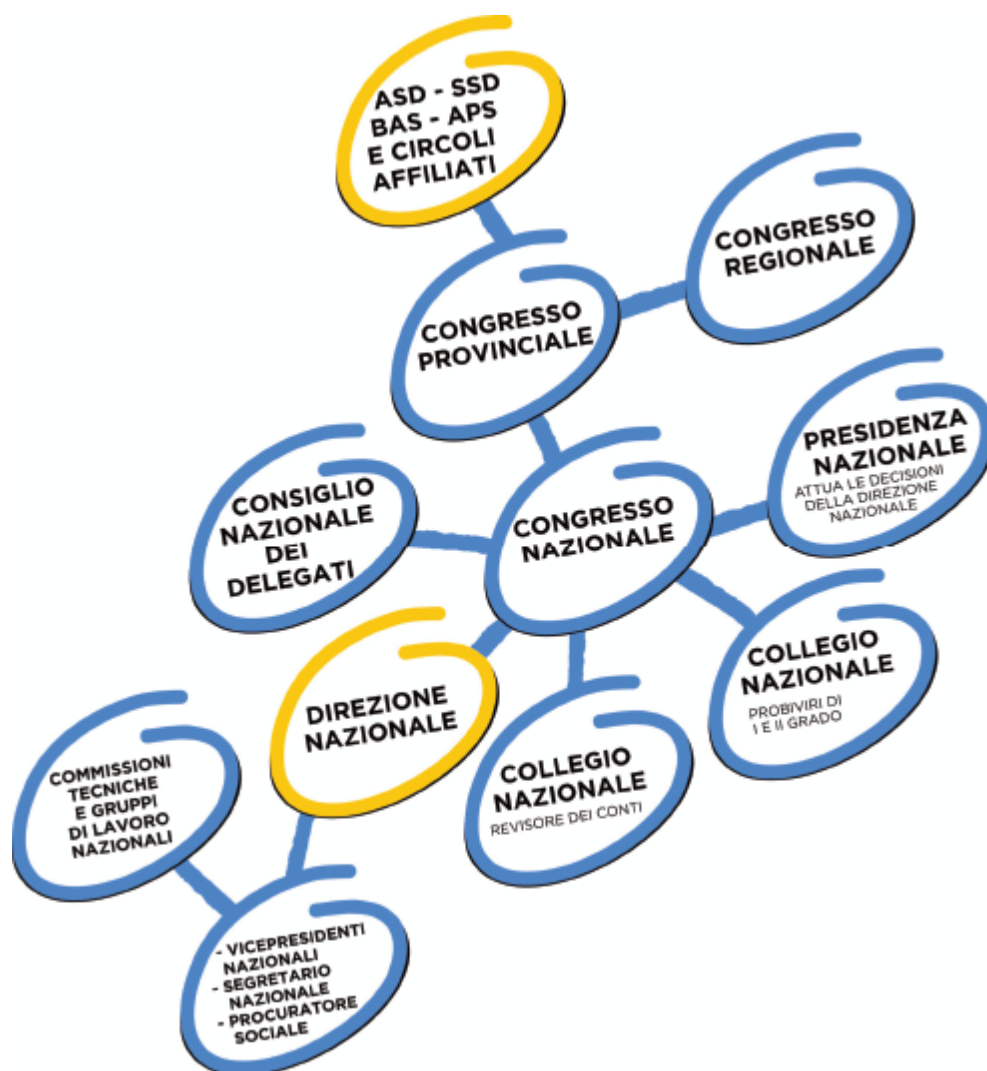 ASD - SSD
BAS - APS
E CIRCOLI
AFFILIATI
CONGRESSO
REGIONALE
CONGRESSO
PROVINCIALE
PRESIDENZA
NAZIONALE
ATTUA LE DECISIONI
DELLA DIREZIONE
NAZIONALE
CONSIGLIO
NAZIONALE
DEI
DELEGATI
CONGRESSO
NAZIONALE
COLLEGIO
NAZIONALE
PROBIVIRI DI
I E II GRADO
DIREZIONE
NAZIONALE
COLLEGIO
NAZIONALE
REVISORE DEI CONTI
COMMISSIONI
TECNICHE
E GRUPPI
DI LAVORO
NAZIONALI
- VICEPRESIDENTI
NAZIONALI
- SEGRETARIO
NAZIONALE
- PROCURATORE
SOCIALE